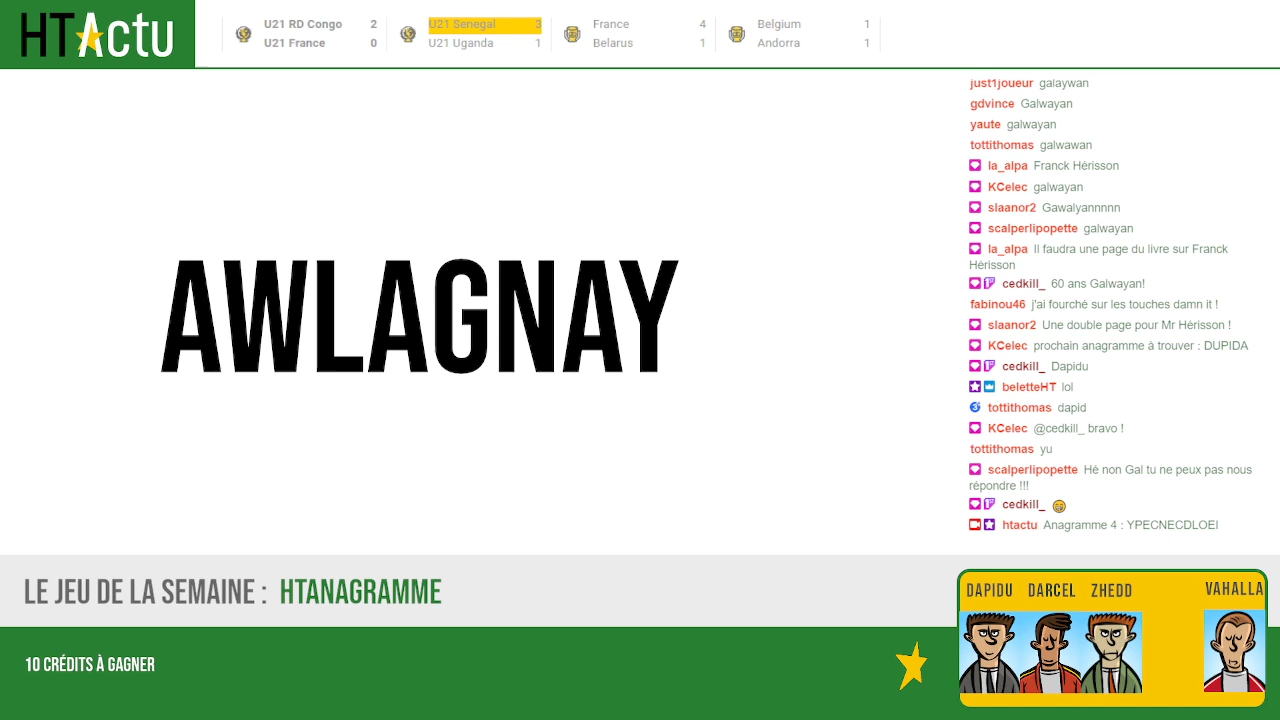 HTActu
U21 RD Congo 2
U21 France 0
U21 Senegal 3
U21 Uganda 1
France 4
Belarus 1
Belgium 1
Andorra 1
just1joueur galaywan
gdvince Galwayan
yaute galwayan
tottithomas galwawan
la_alpa Franck Hérisson
KCelec galwayan
slaanor2 Gawalyannnnn
scalperlipopette galwayan
la_alpa Il faudra une page du livre sur Franck
Hérisson
cedkill_ 60 ans Galwayan!
fabinou46 j'ai fourché sur les touches damn it !
slaanor2 Une double page pour Mr Hérisson !
KCelec prochain anagramme à trouver : DUPIDA
cedkill_ Dapidu
beletteHT lol
tottithomas dapid
KCelec @cedkill_ bravo !
tottithomas yu
scalperlipopette Hé non Gal tu ne peux pas nous
répondre !!!
cedkill_
htactu Anagramme 4 : YPECNECDLOEI
AWLAGNAY
LE JEU DE LA SEMAINE : HTANAGRAMME
10 CRÉDITS À GAGNER
DAPIDU DARCEL ZHEDD VAHALLA